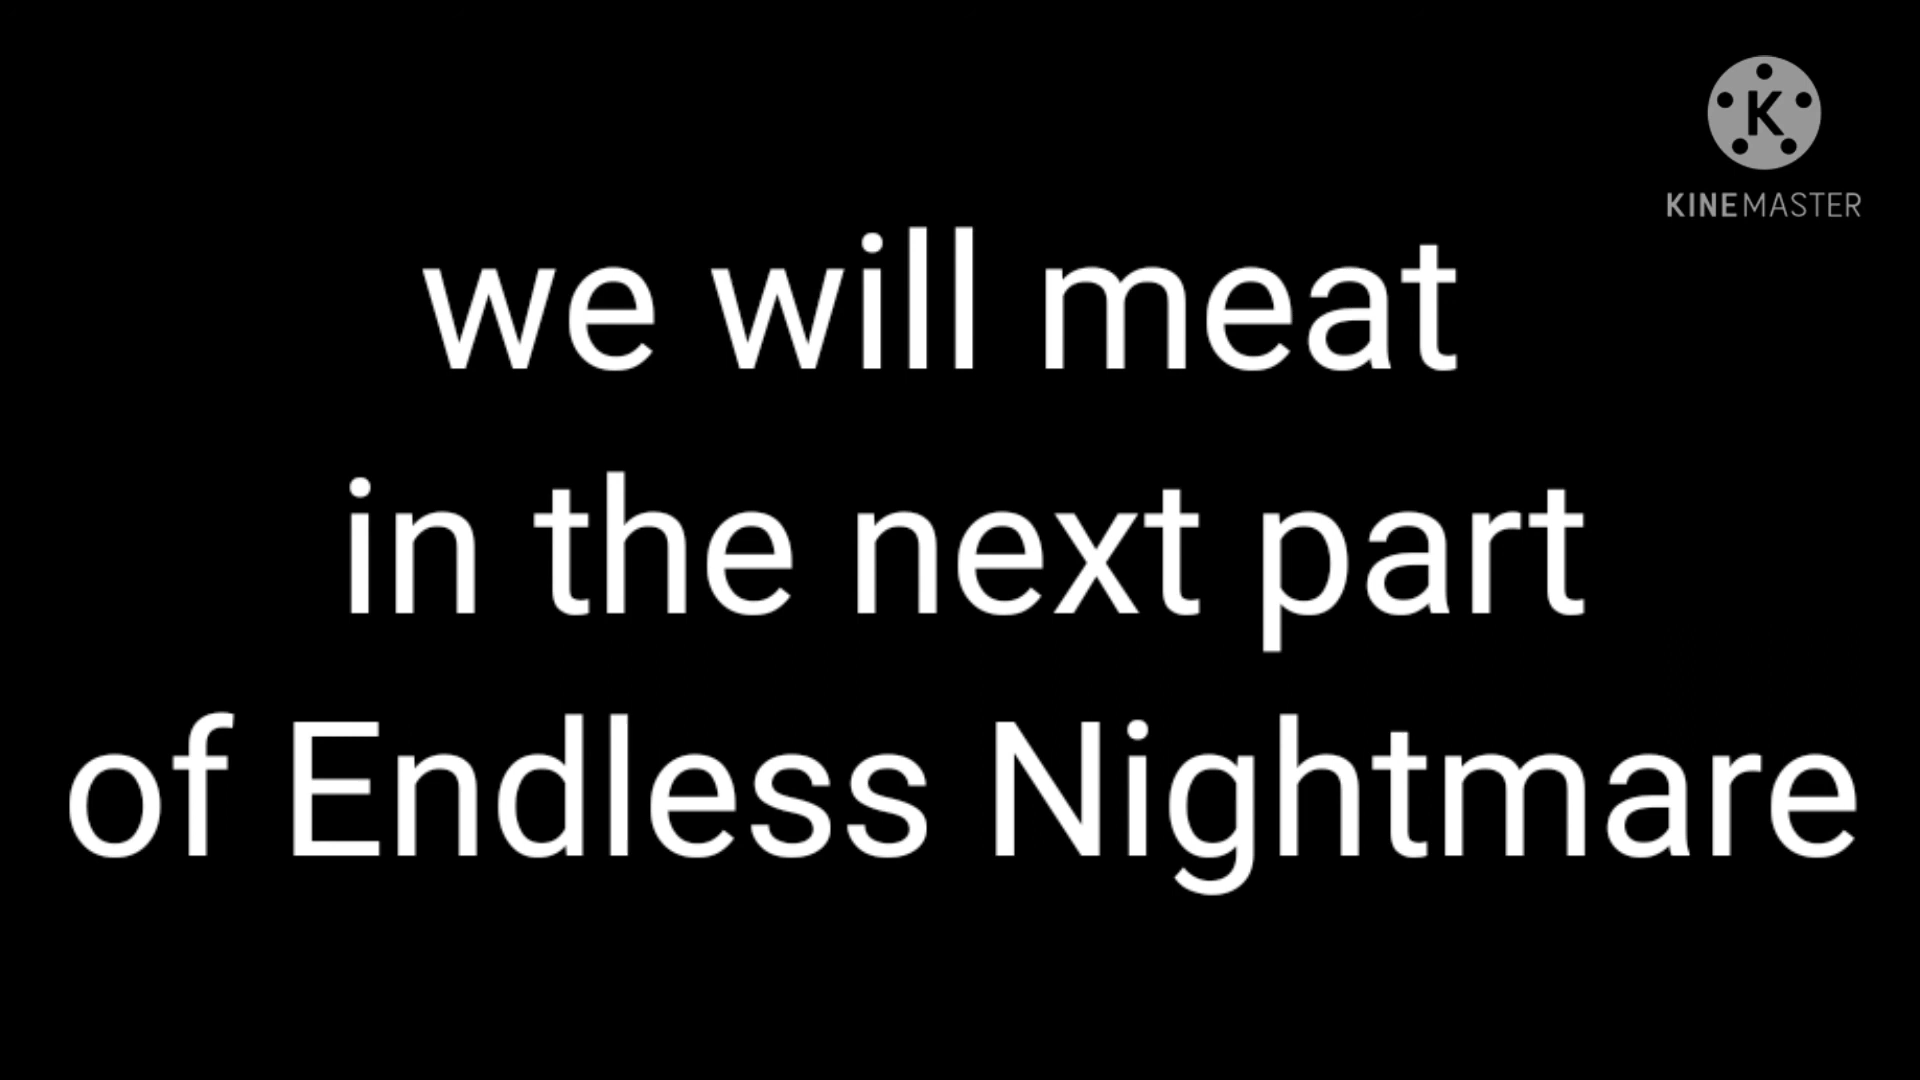 K
KINEMASTER
we will meat
in the next part
of Endless Nightmare